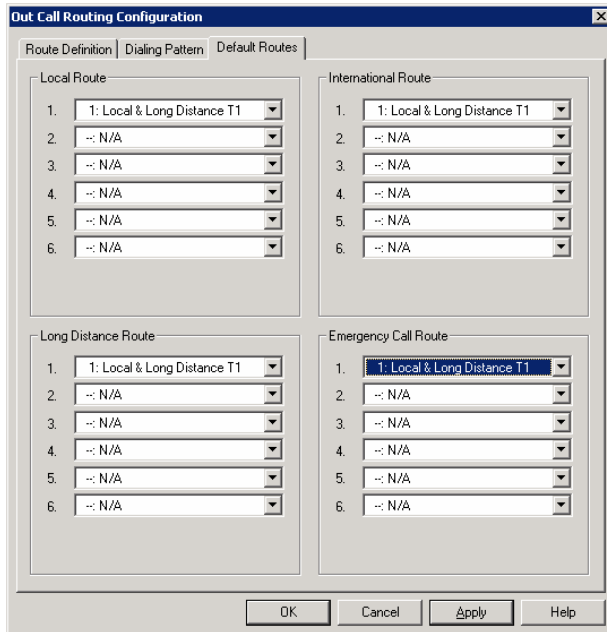 Out Call Routing Configuration
Route Definition Dialing Pattern Default Routes
Local Route
1. 1: Local & Long Distance T1
2. --: N/A
3. --: N/A
4. --: N/A
5. --: N/A
6. --: N/A
International Route
1. 1: Local & Long Distance T1
2. --: N/A
3. --: N/A
4. --: N/A
5. --: N/A
6. --: N/A
Long Distance Route
1. 1: Local & Long Distance T1
2. --: N/A
3. --: N/A
4. --: N/A
5. --: N/A
6. --: N/A
Emergency Call Route
1. 1: Local & Long Distance T1
2. --: N/A
3. --: N/A
4. --: N/A
5. --: N/A
6. --: N/A
OK Cancel Apply Help